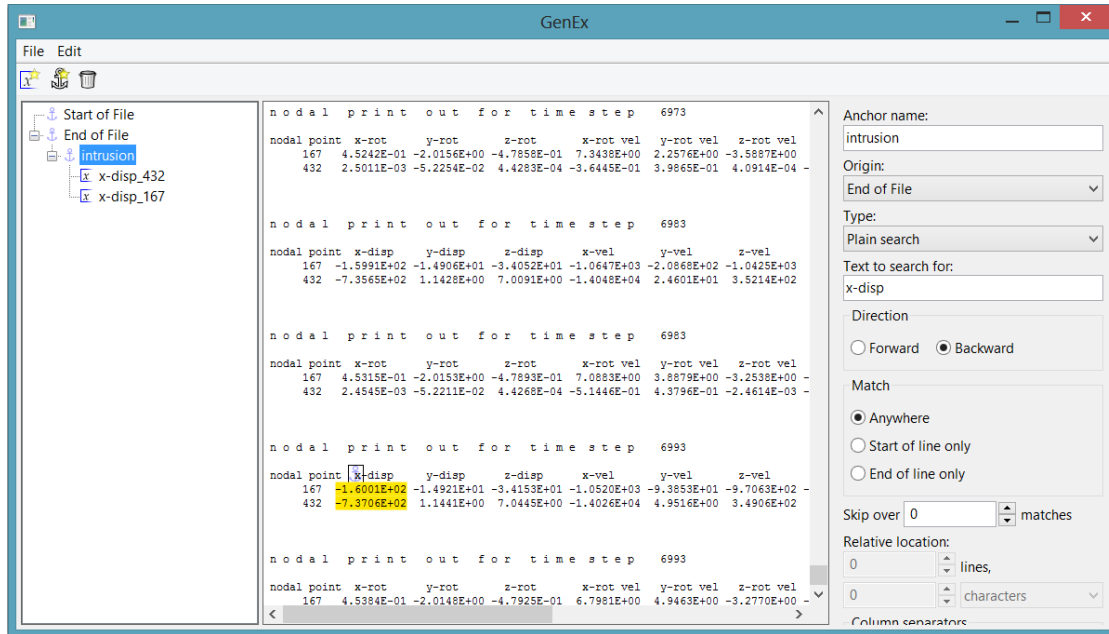 GenEx
File Edit
Start of File
End of File
intrusion
x x-disp_432
x x-disp_167
n o d a l  p r i n t  o u t  f o r  t i m e  s t e p  6973
nodal point x-rot y-rot z-rot x-rot vel y-rot vel z-rot vel
167 4.5242E-01 -2.0156E+00 -4.7858E-01 7.3438E+00 2.2576E+00 -3.5887E+00
432 2.5011E-03 -5.2254E-02 4.4283E-04 -3.6445E-01 3.9865E-01 4.0914E-04 -
n o d a l  p r i n t  o u t  f o r  t i m e  s t e p  6983
nodal point x-disp y-disp z-disp x-vel y-vel z-vel
167 -1.5991E+02 -1.4906E+01 -3.4052E+01 -1.0647E+03 -2.0868E+02 -1.0425E+03
432 -7.3565E+02 1.1428E+00 7.0091E+00 -1.4048E+04 2.4601E+01 3.5214E+02
n o d a l  p r i n t  o u t  f o r  t i m e  s t e p  6983
nodal point x-rot y-rot z-rot x-rot vel y-rot vel z-rot vel
167 4.5315E-01 -2.0153E+00 -4.7893E-01 7.0883E+00 3.8879E+00 -3.2538E+00 -
432 2.4545E-03 -5.2211E-02 4.4268E-04 -5.1446E-01 4.3796E-01 -2.4614E-03 -
n o d a l  p r i n t  o u t  f o r  t i m e  s t e p  6993
nodal point x-disp y-disp z-disp x-vel y-vel z-vel
167 -1.6001E+02 -1.4921E+01 -3.4153E+01 -1.0520E+03 -9.3853E+01 -9.7063E+02 -
432 -7.3706E+02 1.1441E+00 7.0445E+00 -1.4026E+04 4.9516E+00 3.4906E+02
n o d a l  p r i n t  o u t  f o r  t i m e  s t e p  6993
nodal point x-rot y-rot z-rot x-rot vel y-rot vel z-rot vel
167 4.5384E-01 -2.0148E+00 -4.7925E-01 6.7981E+00 4.9463E+00 -3.2770E+00 -
Anchor name:
intrusion
Origin:
End of File
Type:
Plain search
Text to search for:
x-disp
Direction
Forward Backward
Match
Anywhere
Start of line only
End of line only
Skip over 0 matches
Relative location:
0 lines,
0 characters
Column separators